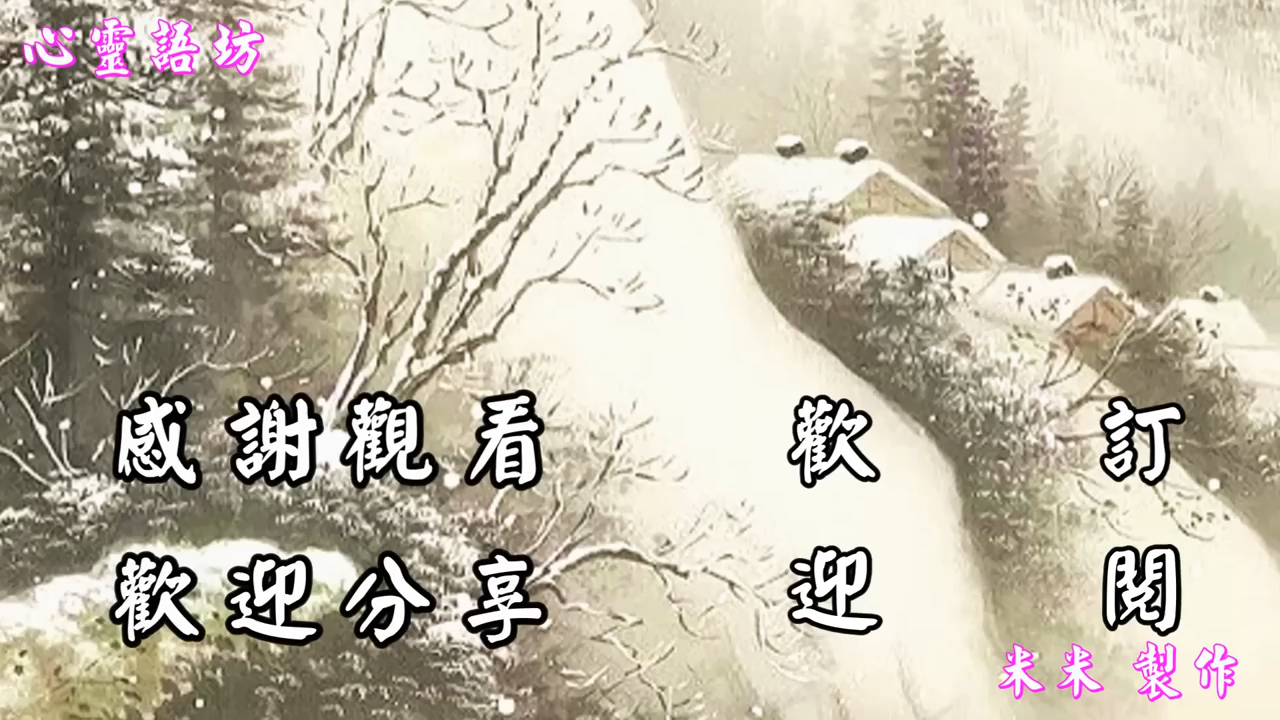 心靈語坊
感謝觀看 歡 訂
歡迎分享 迎 閱
米米 製作